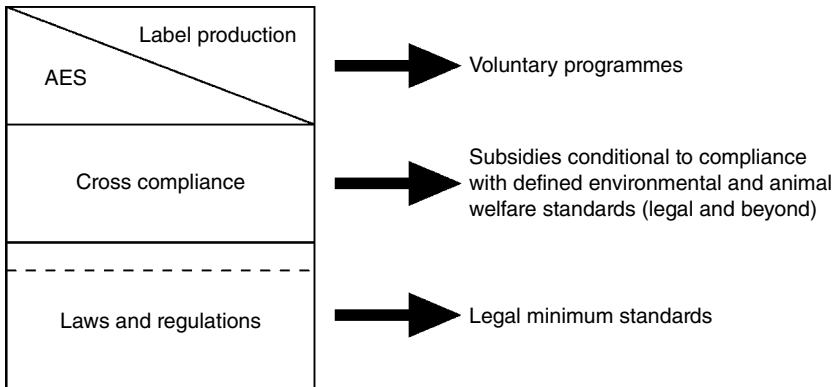 Label production
AES
Voluntary programmes
Cross compliance
Subsidies conditional to compliance
with defined environmental and animal
welfare standards (legal and beyond)
Laws and regulations
Legal minimum standards